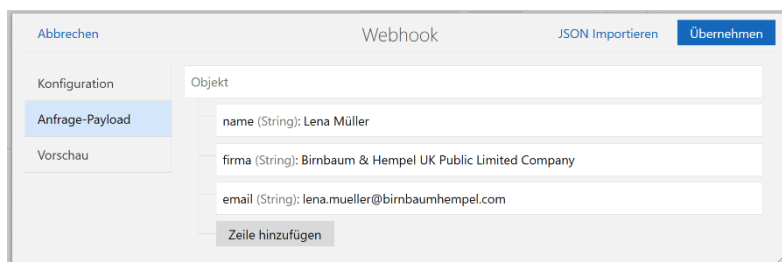 Abbrechen
Webhook
JSON Importieren
Übernehmen
Konfiguration
Anfrage-Payload
Vorschau
Objekt
name (String): Lena Müller
firma (String): Birnbaum & Hempel UK Public Limited Company
email (String): lena.mueller@birnbaumhempel.com
Zeile hinzufügen